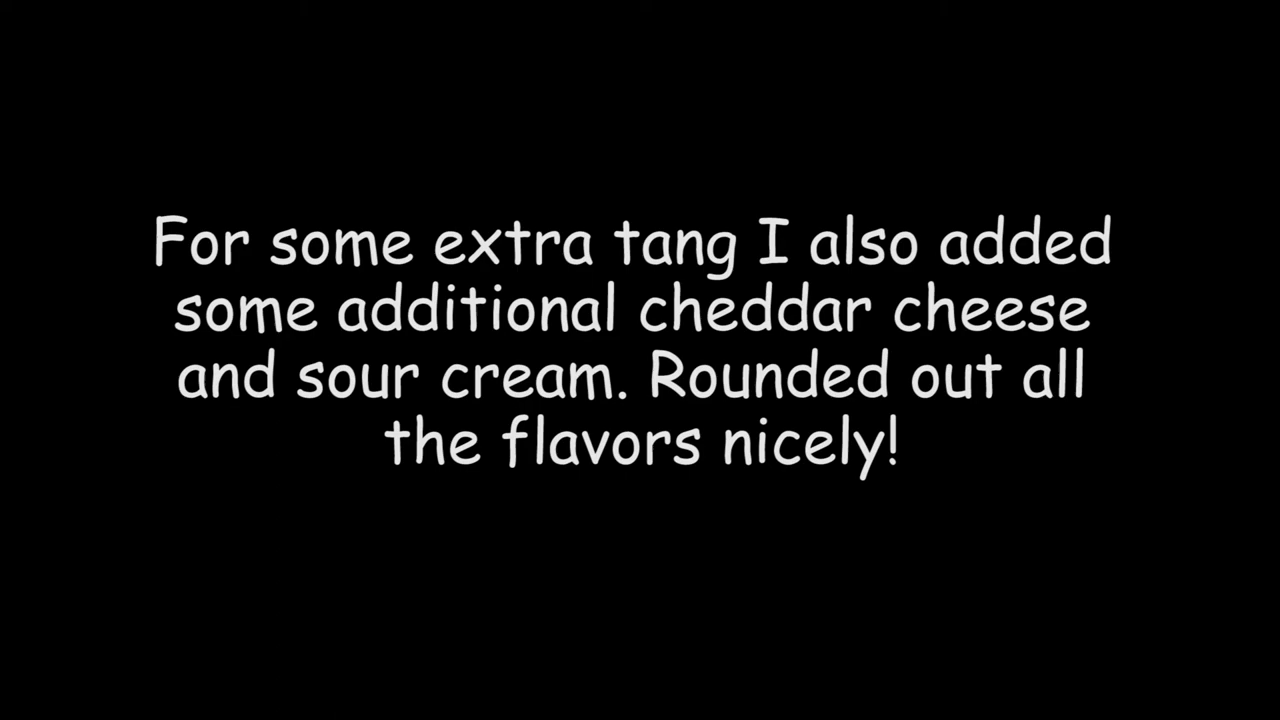 For some extra tang I also added
some additional cheddar cheese
and sour cream. Rounded out all
the flavors nicely!